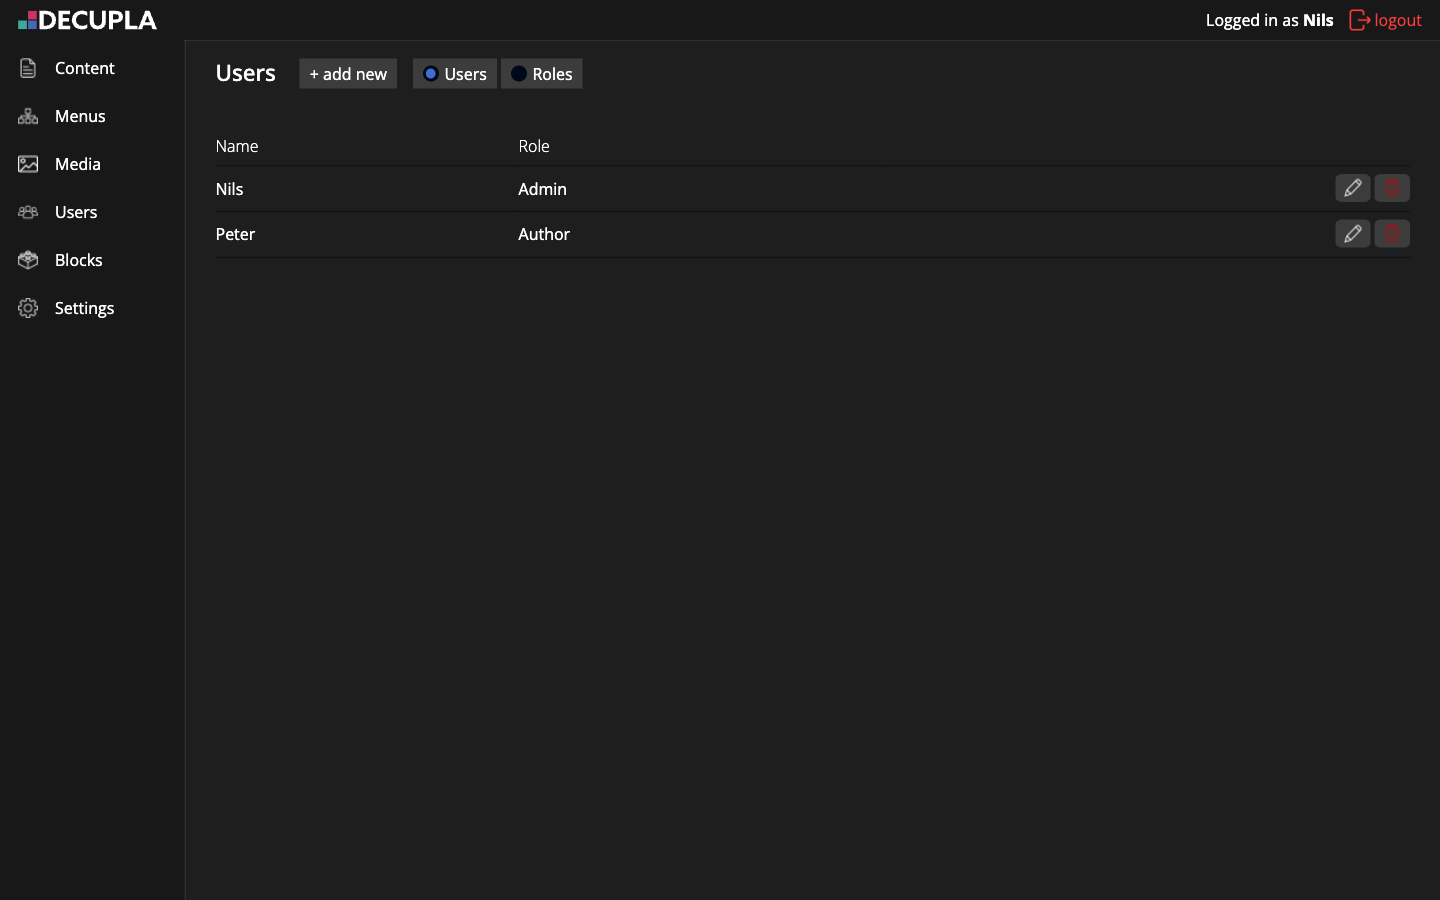 DECUPLA
Logged in as Nils logout
Content
Menus
Media
Users
Blocks
Settings
Users + add new Users Roles
Name Role
Nils Admin
Peter Author